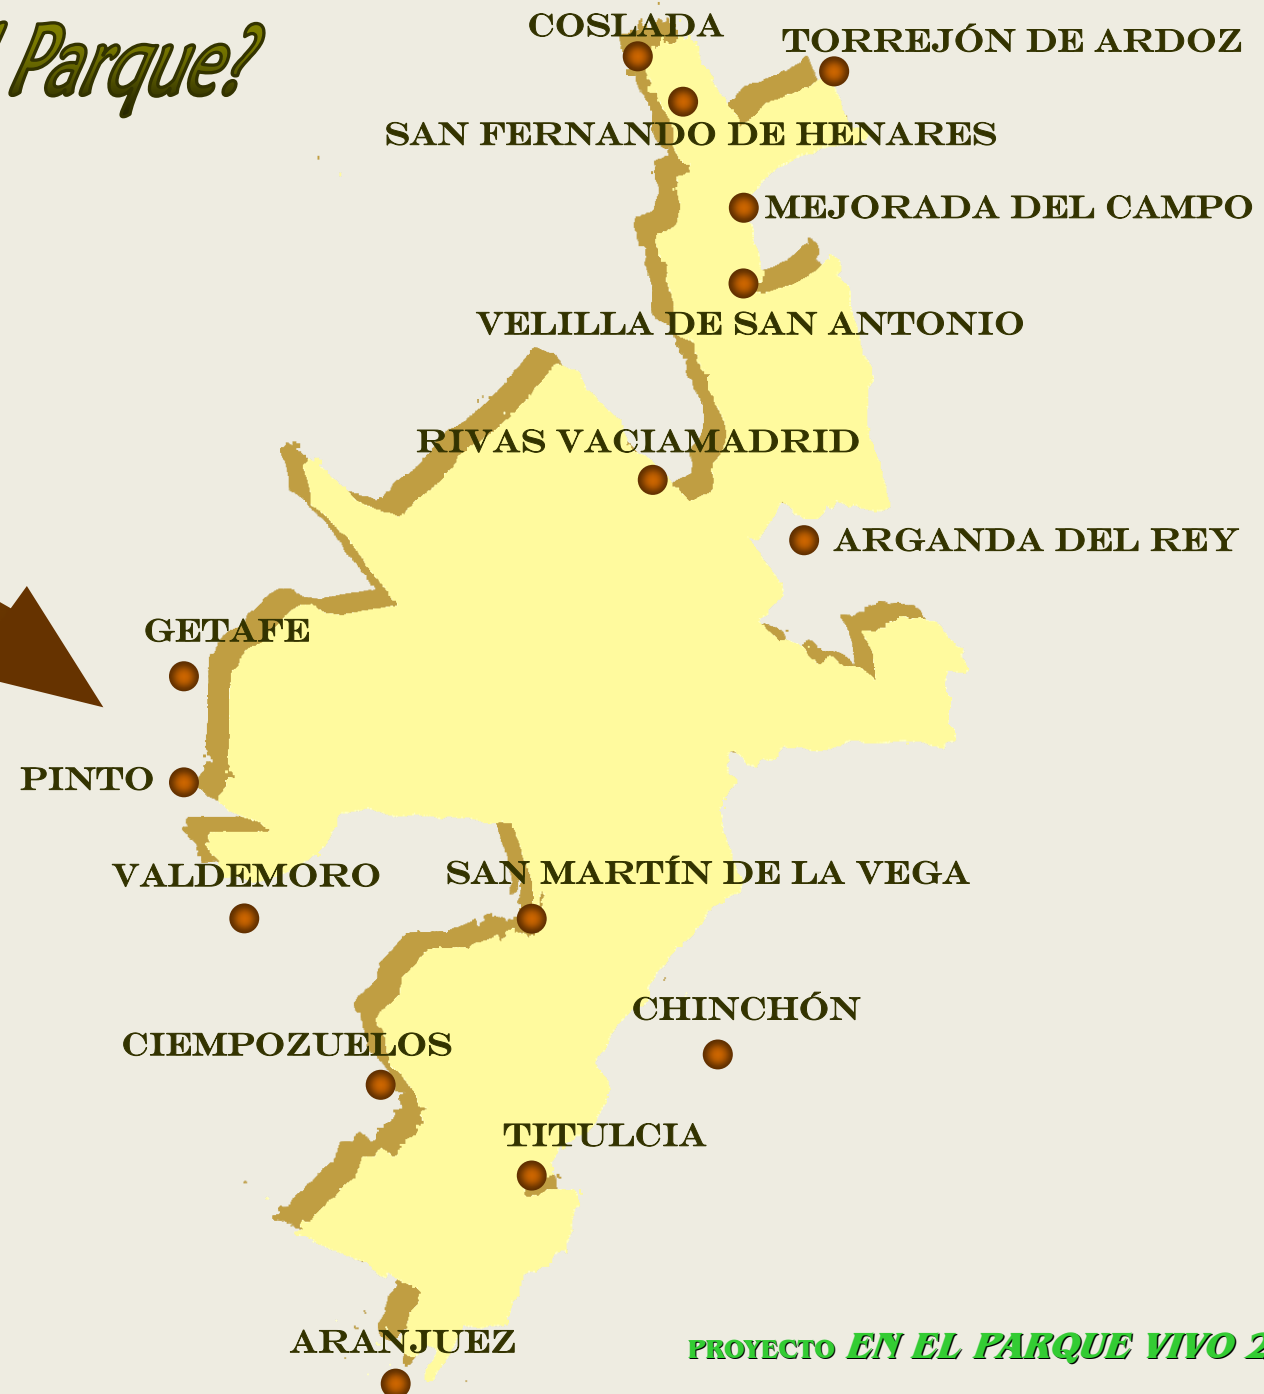 Parque?
COSLADA
TORREJÓN DE ARDOZ
SAN FERNANDO DE HENARES
MEJORADA DEL CAMPO
VELILLA DE SAN ANTONIO
RIVAS VACIAMADRID
ARGANDA DEL REY
GETAFE
PINTO
VALDEMORO
SAN MARTÍN DE LA VEGA
CHINCHÓN
CIEMPOZUELOS
TITULCIA
ARANJUEZ
PROYECTO EN EL PARQUE VIVO 2